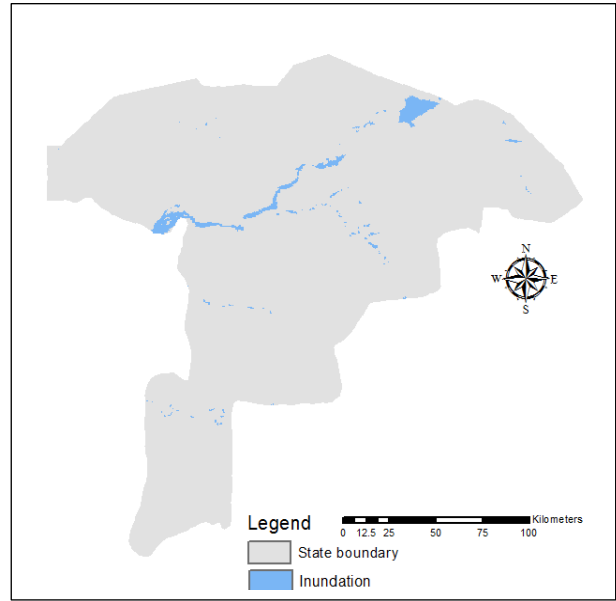 N
W E
S
Legend
Kilometers
0 12.5 25 50 75 100
State boundary
Inundation